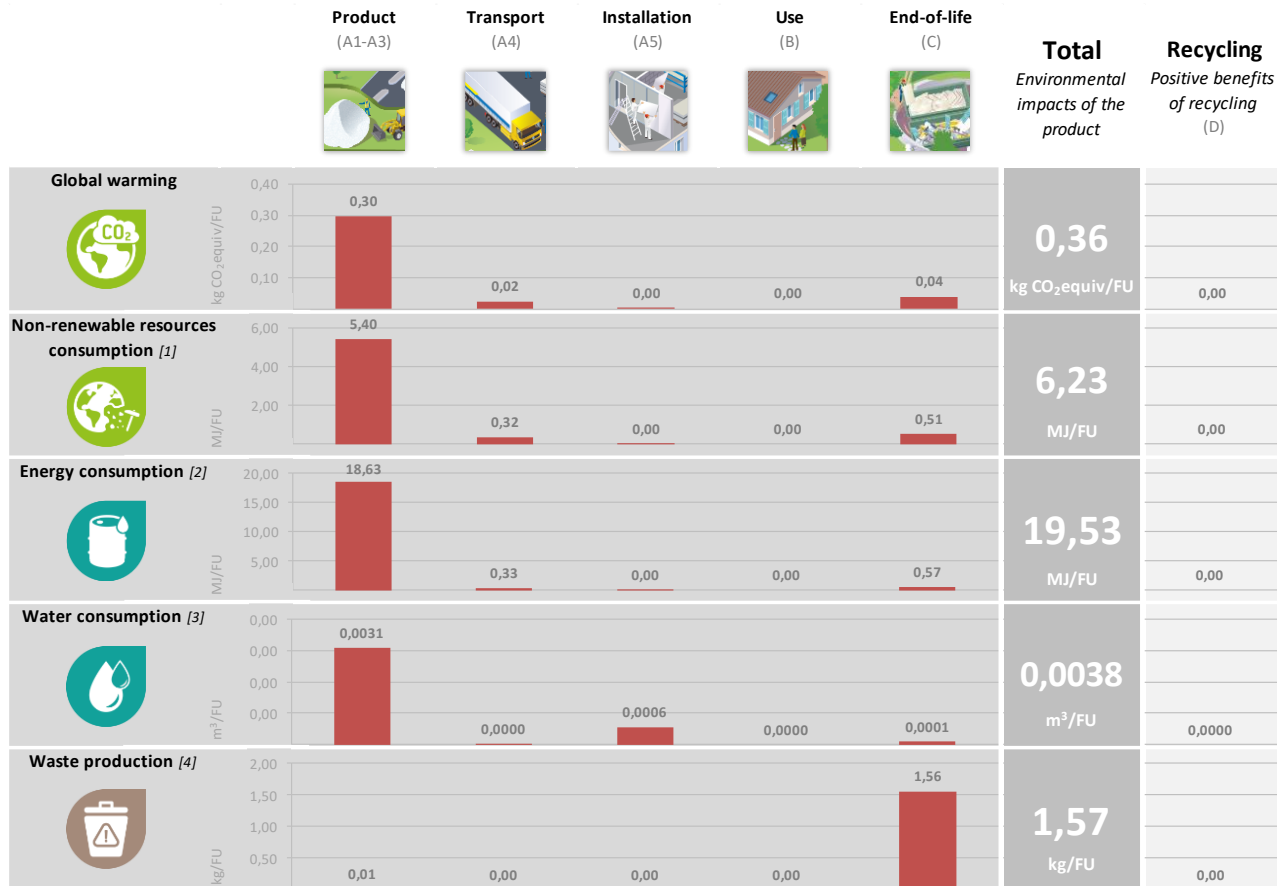 Product
(A1-A3)
Transport
(A4)
Installation
(A5)
Use
(B)
End-of-life
(C)
Total
Environmental
impacts of the
product
Recycling
Positive benefits
of recycling
(D)
Global warming
CO₂
kg CO₂equiv/FU
0,40
0,30
0,20
0,10
0,30
0,02
0,00
0,00
0,04
0,36
kg CO₂equiv/FU
0,00
Non-renewable resources
consumption [1]
MJ/FU
6,00
4,00
2,00
5,40
0,32
0,00
0,00
0,51
6,23
MJ/FU
0,00
Energy consumption [2]
MJ/FU
20,00
15,00
10,00
5,00
18,63
0,33
0,00
0,00
0,57
19,53
MJ/FU
0,00
Water consumption [3]
m³/FU
0,00
0,00
0,00
0,00
0,0031
0,0000
0,0006
0,0000
0,0001
0,0038
m³/FU
0,0000
Waste production [4]
kg/FU
2,00
1,50
1,00
0,50
0,01
0,00
0,00
0,00
1,56
1,57
kg/FU
0,00